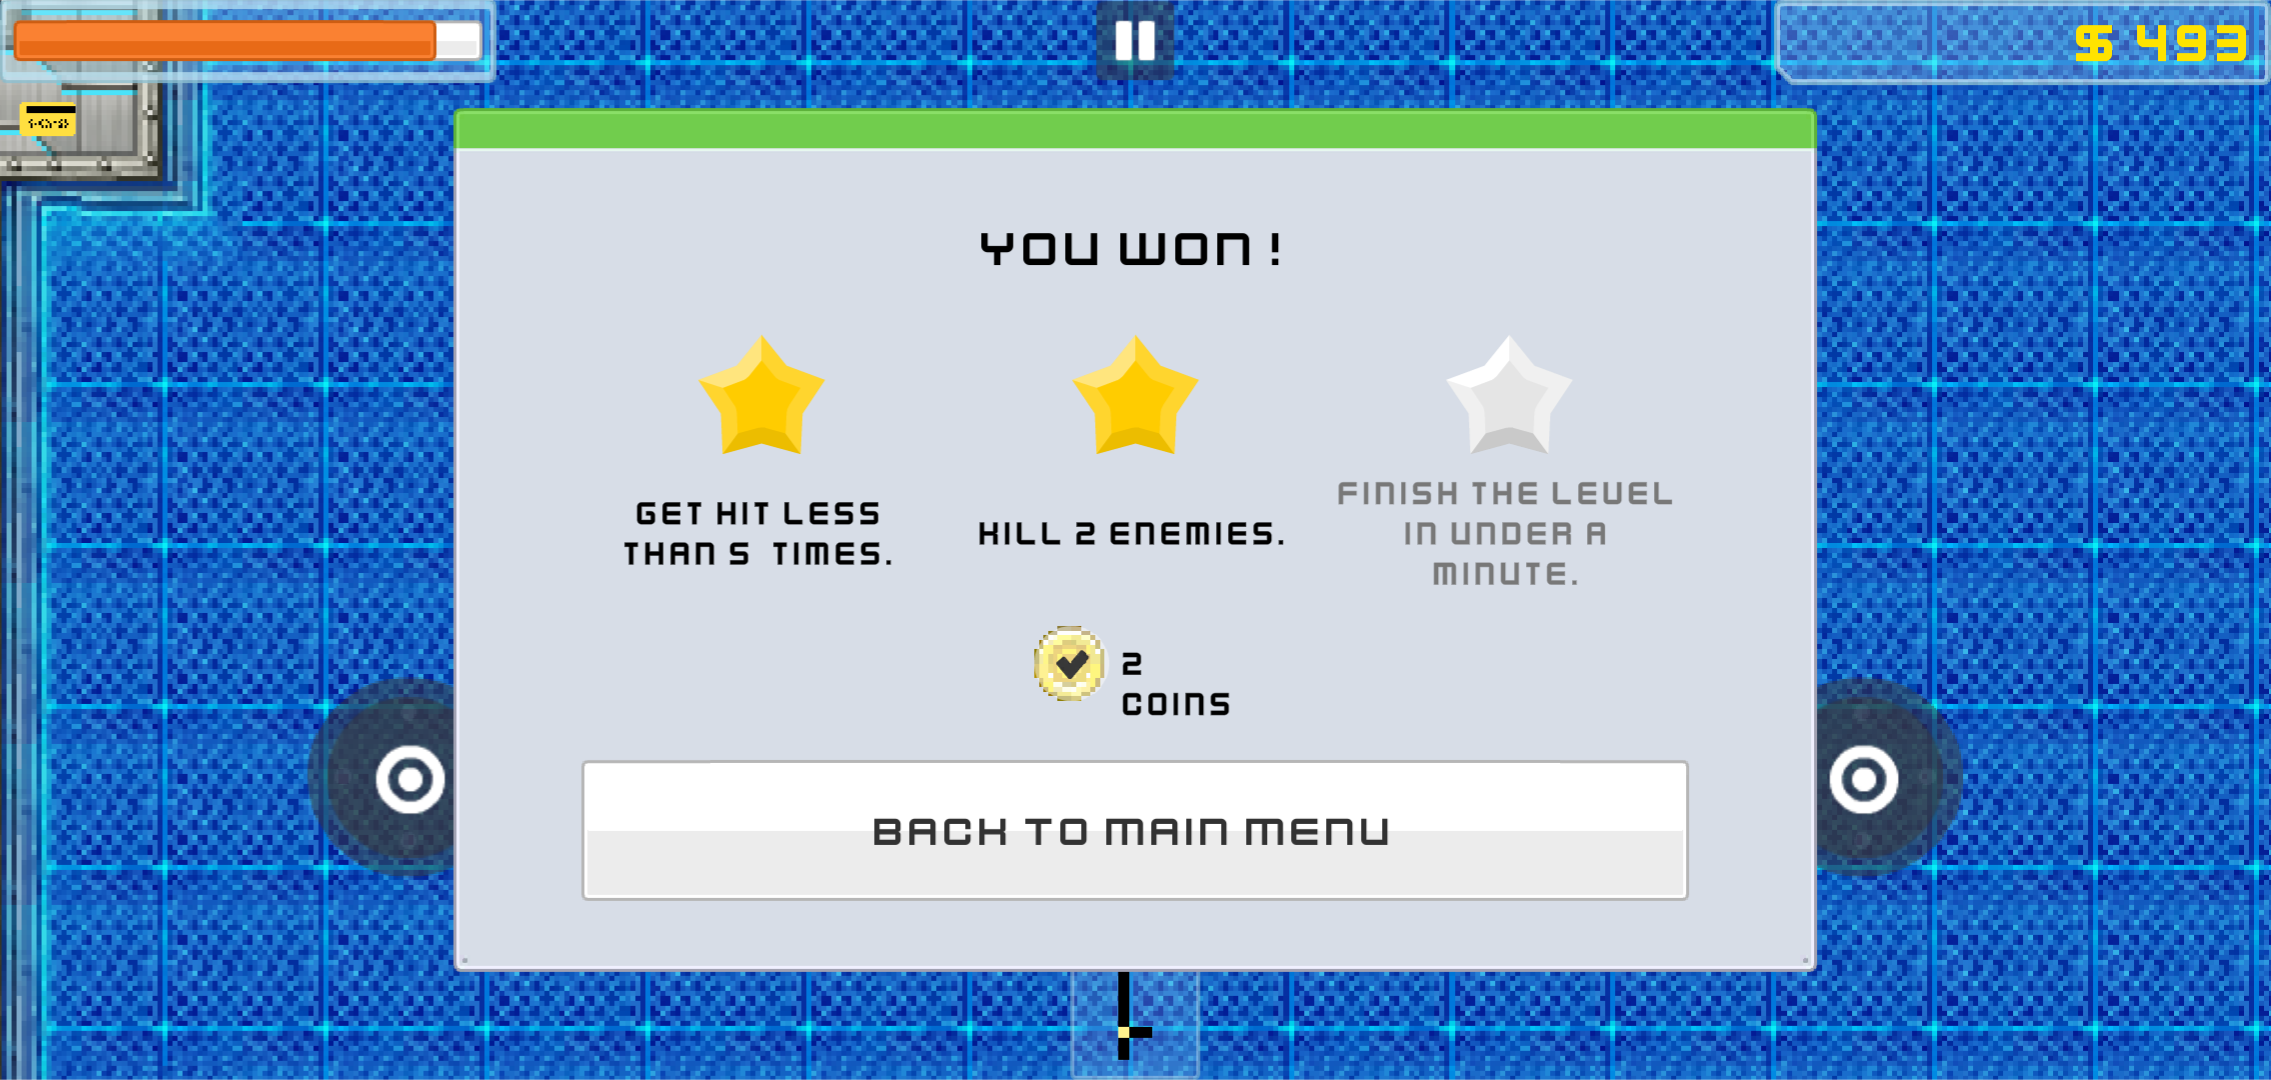 $ 493
YOU WON !
GET HIT LESS
THAN 5 TIMES.
KILL 2 ENEMIES.
FINISH THE LEVEL
IN UNDER A
MINUTE.
2
COINS
BACK TO MAIN MENU